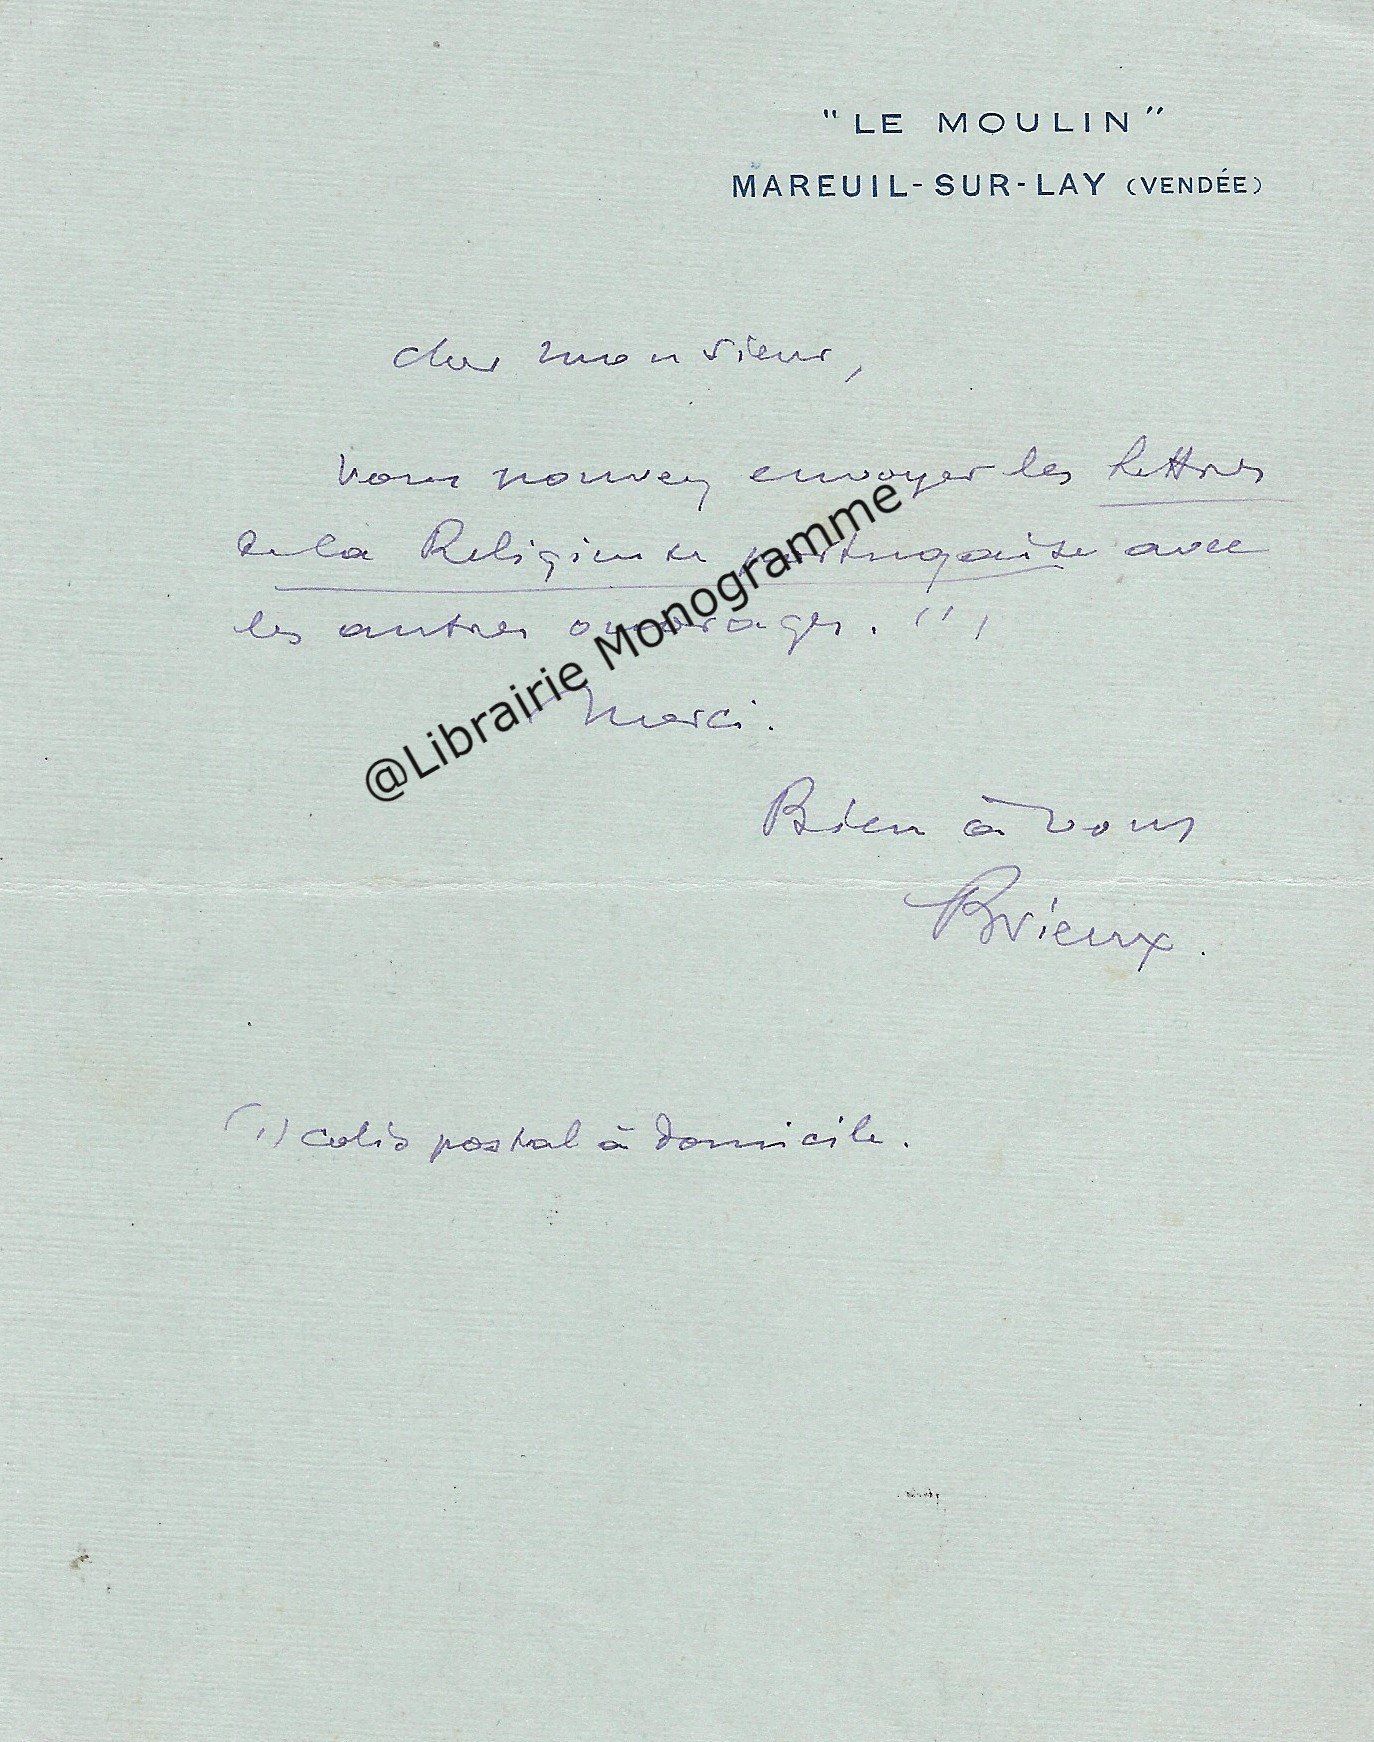 "LE MOULIN"
MAREUIL-SUR-LAY (VENDÉE)
Cher Monsieur,
Vous pouvez envoyer les Lettres
de la Religieuse portugaise avec
les autres ouvrages. (1)
Merci.
Bien à vous
Brieux.
(1) Colis postal à domicile.
@Librairie Monogramme